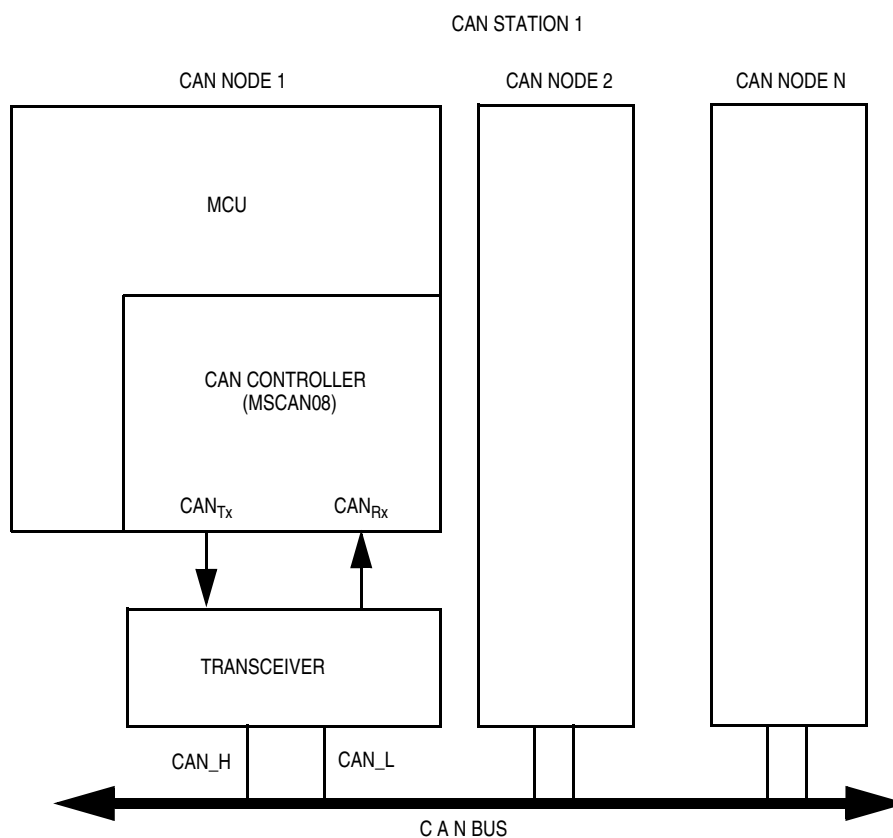 CAN STATION 1
CAN NODE 1
CAN NODE 2
CAN NODE N
MCU
CAN CONTROLLER
(MSCAN08)
CANTx
CANRx
TRANSCEIVER
CAN_H
CAN_L
C A N BUS